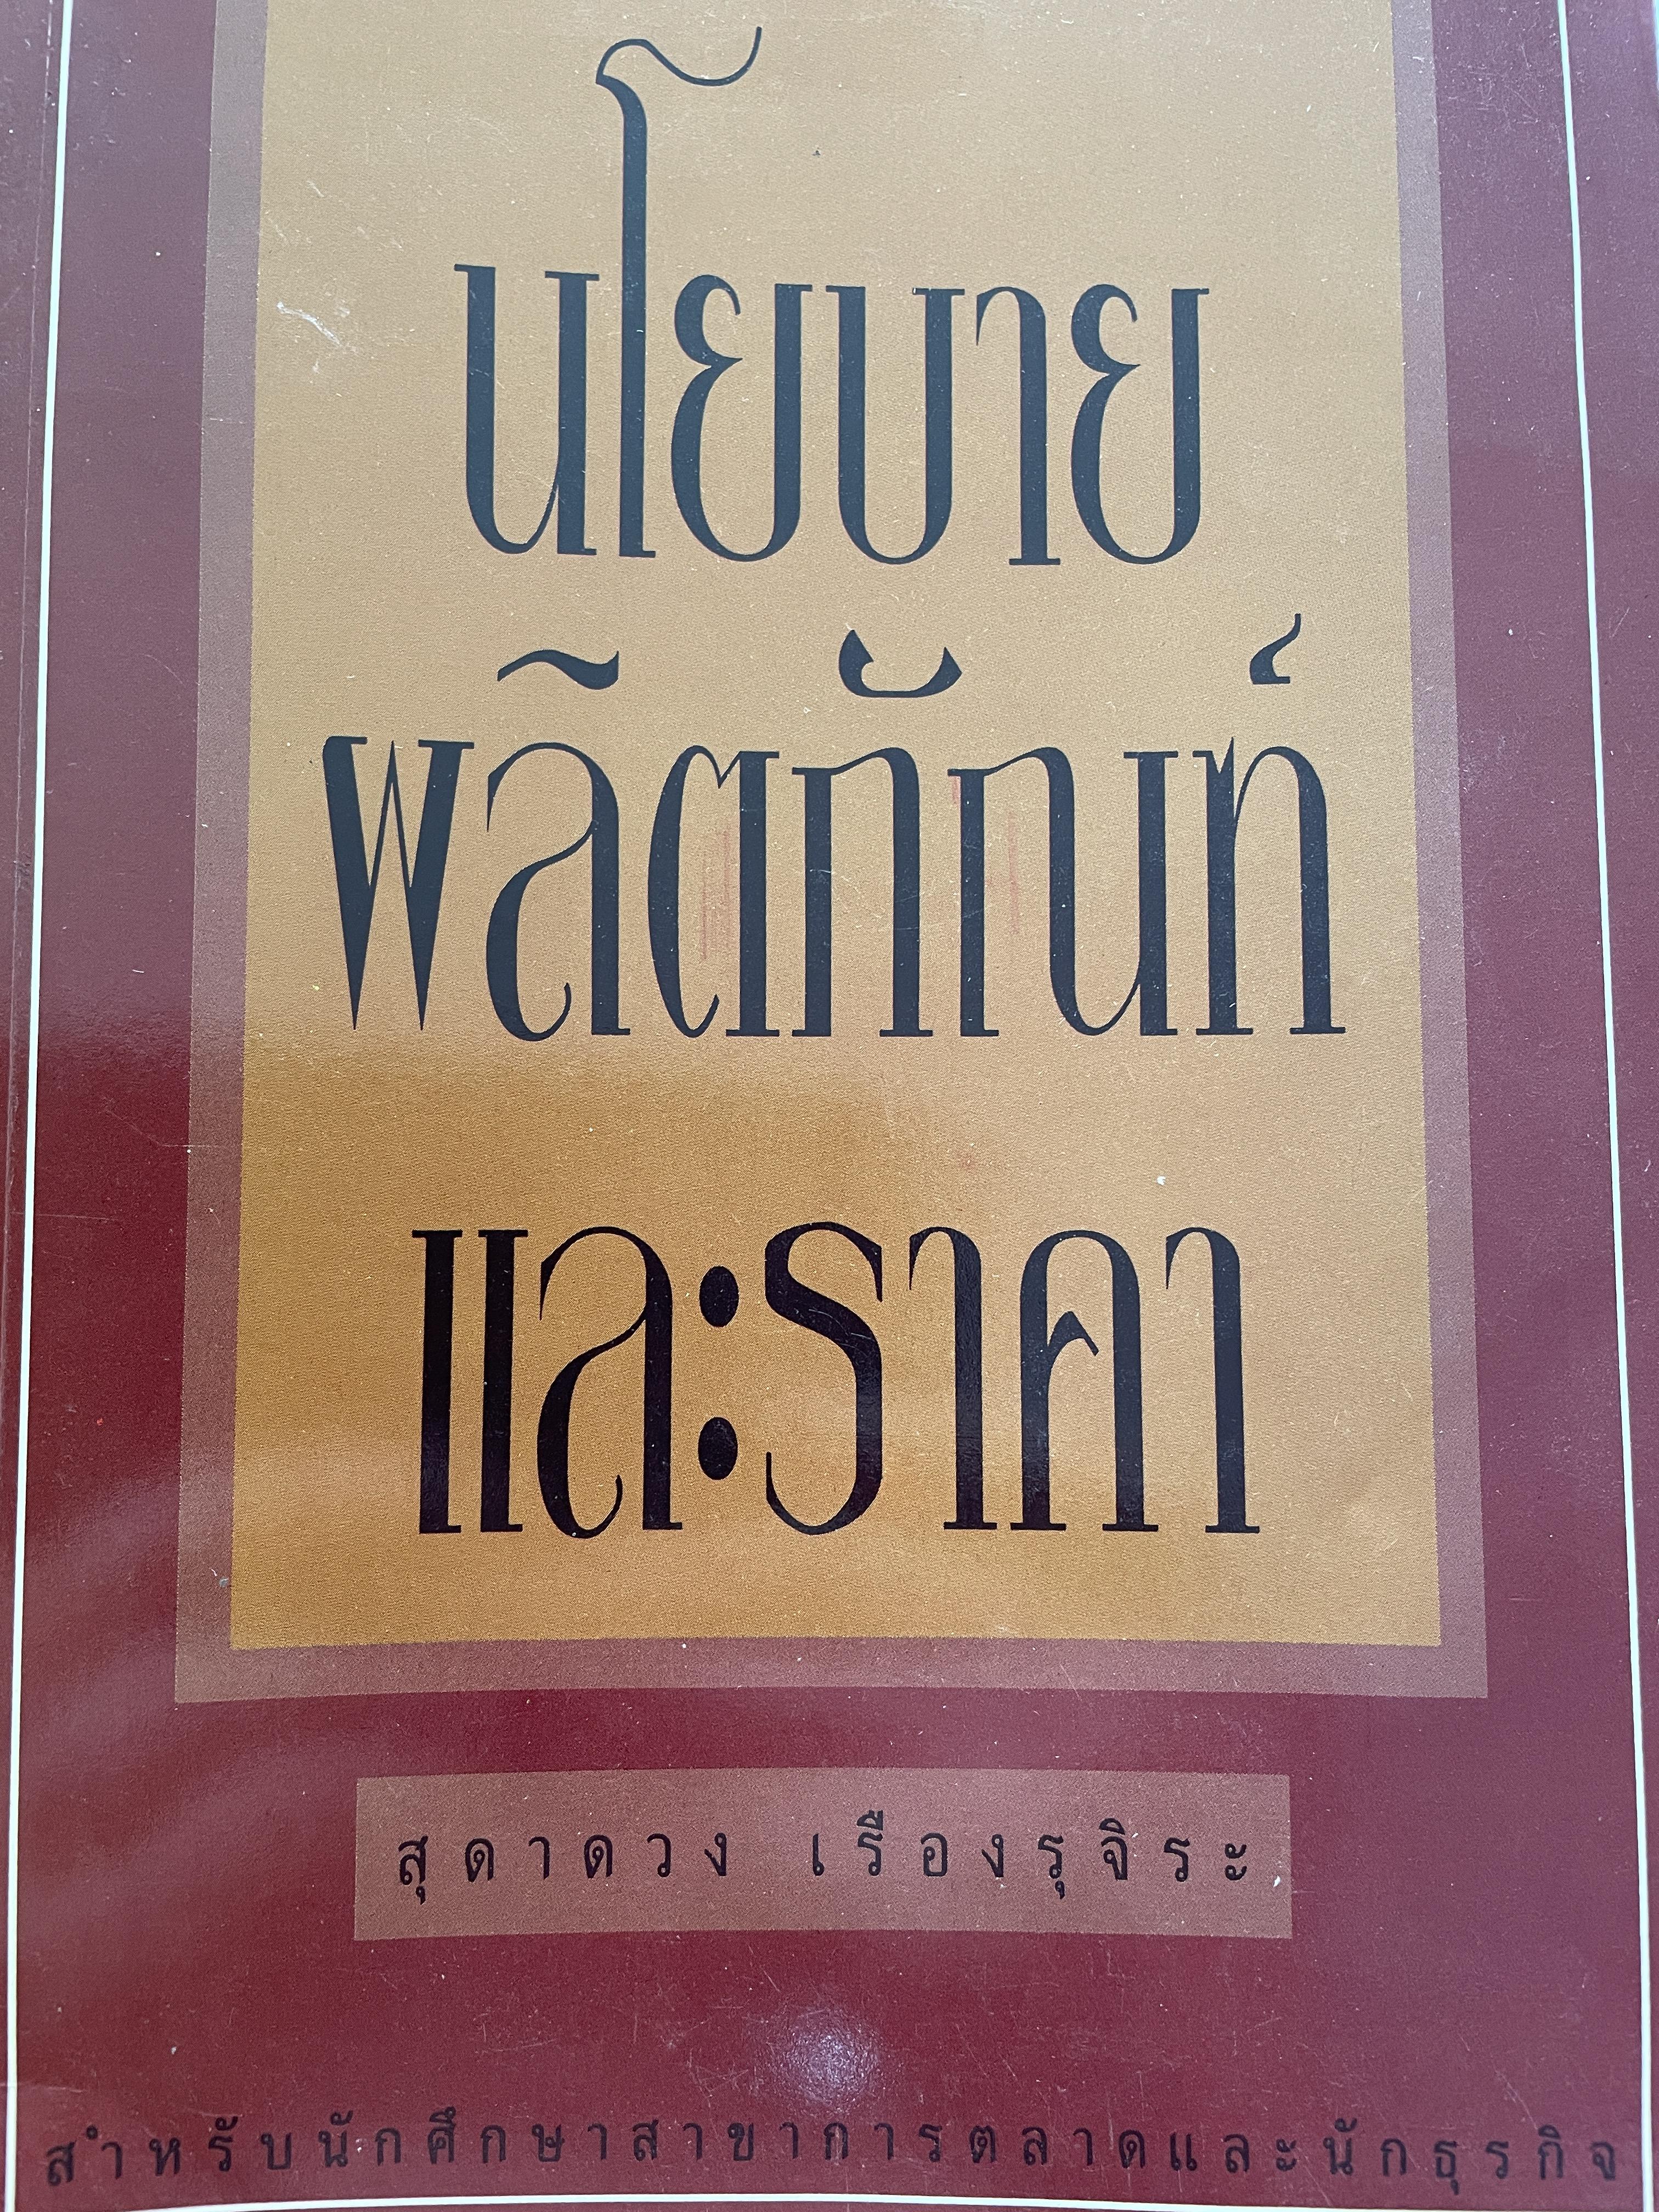 นโยบาย
ผลิตภัณฑ์
และราคา
สุดาดวง เรืองรุจิระ
สำหรับนักศึกษาสาขาการตลาดและนักธุรกิจ